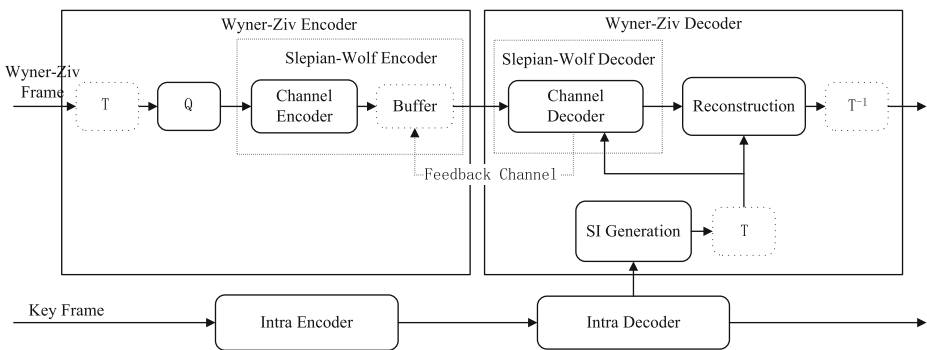 Wyner-Ziv Encoder
Wyner-Ziv Decoder
Slepian-Wolf Encoder
Slepian-Wolf Decoder
Wyner-Ziv
Frame
T
Q
Channel
Encoder
Buffer
Channel
Decoder
Reconstruction
T⁻¹
Feedback Channel
SI Generation
T
Key Frame
Intra Encoder
Intra Decoder